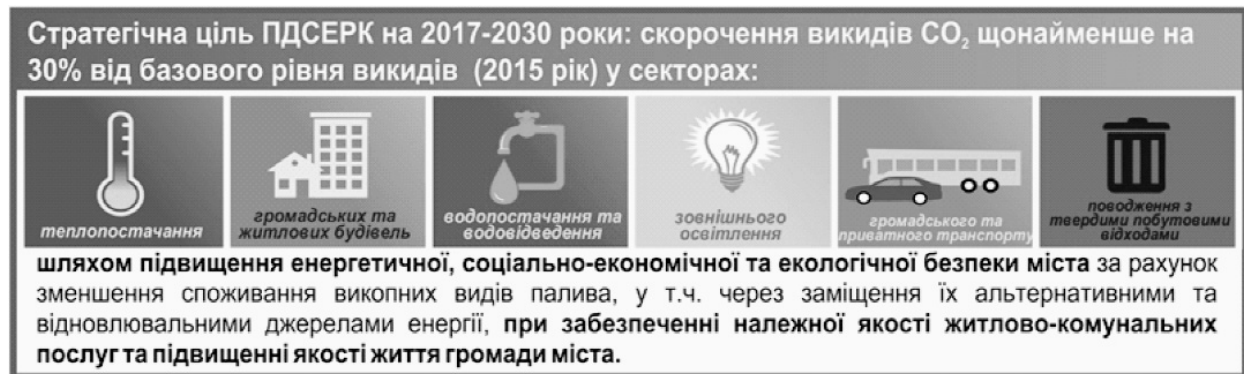 Стратегічна ціль ПДСЕРК на 2017-2030 роки: скорочення викидів CO₂ щонайменше на
30% від базового рівня викидів (2015 рік) у секторах:
теплопостачання
громадських та
житлових будівель
водопостачання та
водовідведення
зовнішнього
освітлення
громадського та
приватного транспорту
поводження з
твердими побутовими
відходами
шляхом підвищення енергетичної, соціально-економічної та екологічної безпеки міста за рахунок
зменшення споживання викопних видів палива, у т.ч. через заміщення їх альтернативними та
відновлювальними джерелами енергії, при забезпеченні належної якості житлово-комунальних
послуг та підвищенні якості життя громади міста.